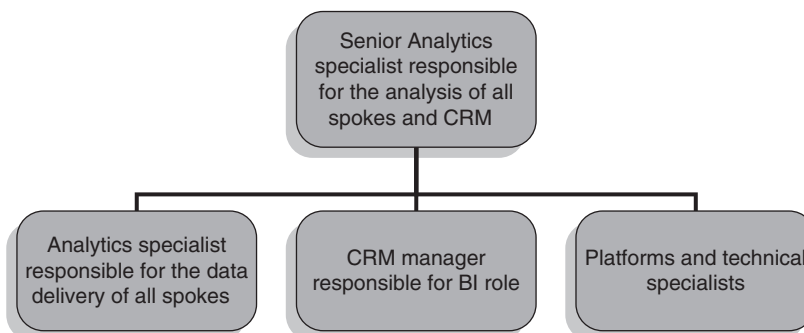 Senior Analytics
specialist responsible
for the analysis of all
spokes and CRM
Analytics specialist
responsible for the data
delivery of all spokes
CRM manager
responsible for BI role
Platforms and technical
specialists